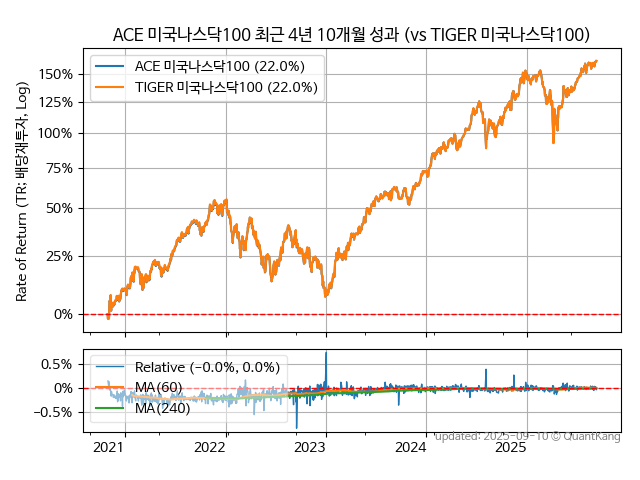 ACE 미국나스닥100 최근 4년 10개월 성과 (vs TIGER 미국나스닥100)
ACE 미국나스닥100 (22.0%)
TIGER 미국나스닥100 (22.0%)
Rate of Return (TR; 배당재투자, Log)
150%
125%
100%
75%
50%
25%
0%
Relative (−0.0%, 0.0%)
MA(60)
MA(240)
0.5%
0%
−0.5%
2021
2022
2023
2024
2025
updated: 2025-09-10 © QuantKang